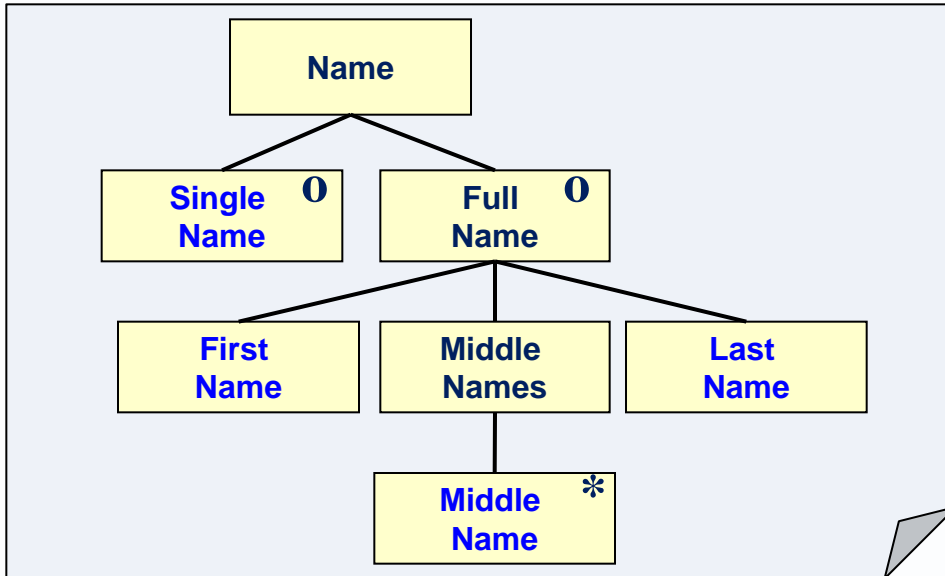 Name
Single o
Name
Full o
Name
First
Name
Middle
Names
Last
Name
Middle *
Name